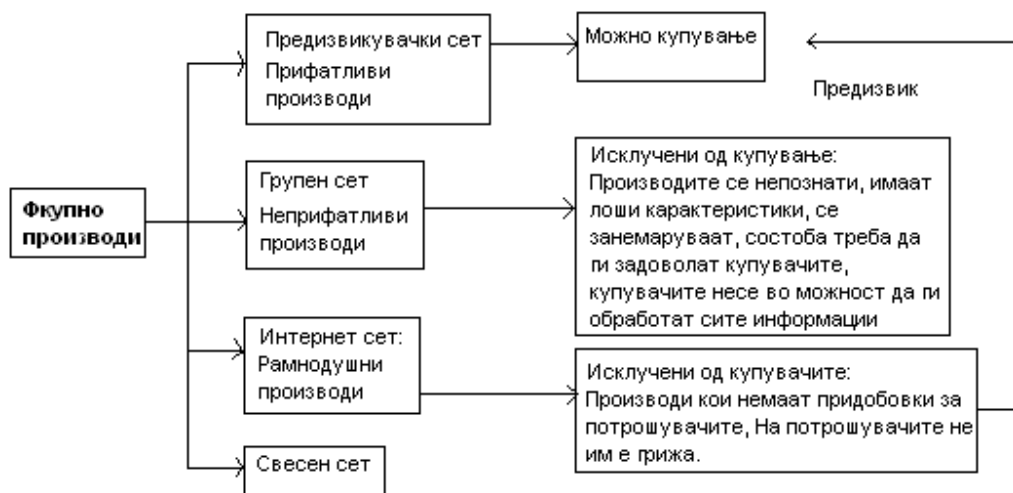 Предизвикувачки сет
Прифатливи
производи
Можно купување
Предизвик
Фкупно
производи
Групен сет
Неприфатливи
производи
Исклучени од купување:
Производите се непознати, имаат
лоши карактеристики, се
занемаруваат, состоба треба да
ги задоволат купувачите,
купувачите несе во можност да ги
обработат сите информации
Интернет сет:
Рамнодушни
производи
Исклучени од купувачите:
Производи кои немаат придобовки за
потрошувачите, На потрошувачите не
им е грижа.
Свесен сет